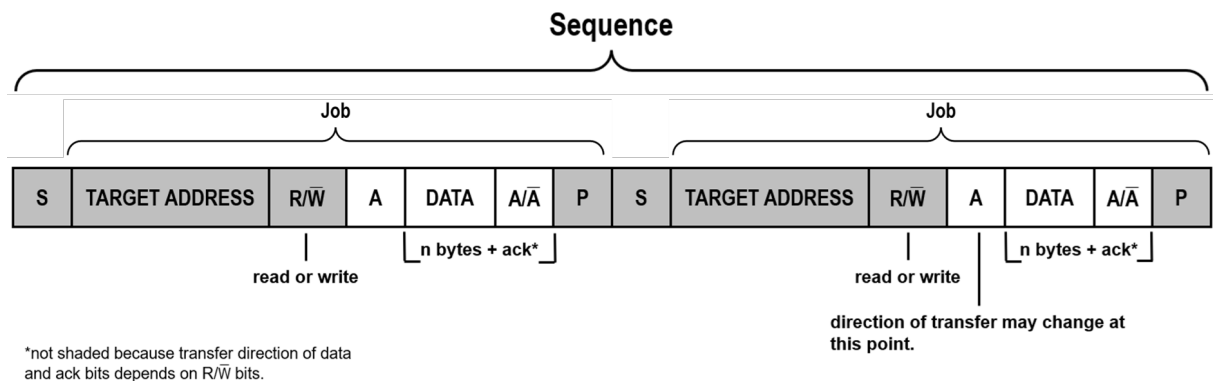 Sequence
Job Job
S TARGET ADDRESS R/W̅ A DATA A/A̅ P S TARGET ADDRESS R/W̅ A DATA A/A̅ P
n bytes + ack* n bytes + ack*
read or write read or write
direction of transfer may change at
this point.
*not shaded because transfer direction of data
and ack bits depends on R/W̅ bits.